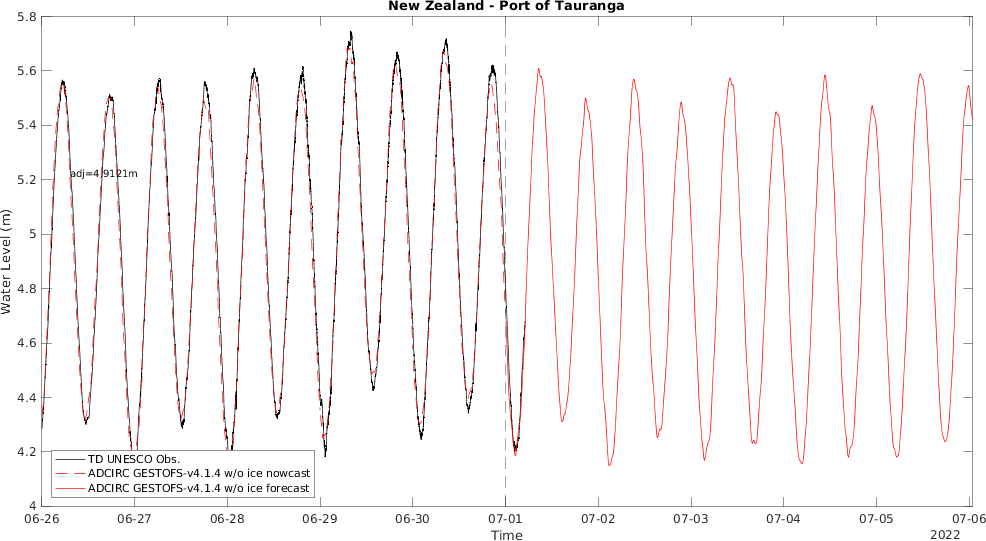 New Zealand - Port of Tauranga
5.8
5.6
5.4
5.2
5
4.8
4.6
4.4
4.2
4
Water Level (m)
adj=4.9121m
TD UNESCO Obs.
ADCIRC GESTOFS-v4.1.4 w/o ice nowcast
ADCIRC GESTOFS-v4.1.4 w/o ice forecast
06-26 06-27 06-28 06-29 06-30 07-01 07-02 07-03 07-04 07-05 07-06
Time
2022